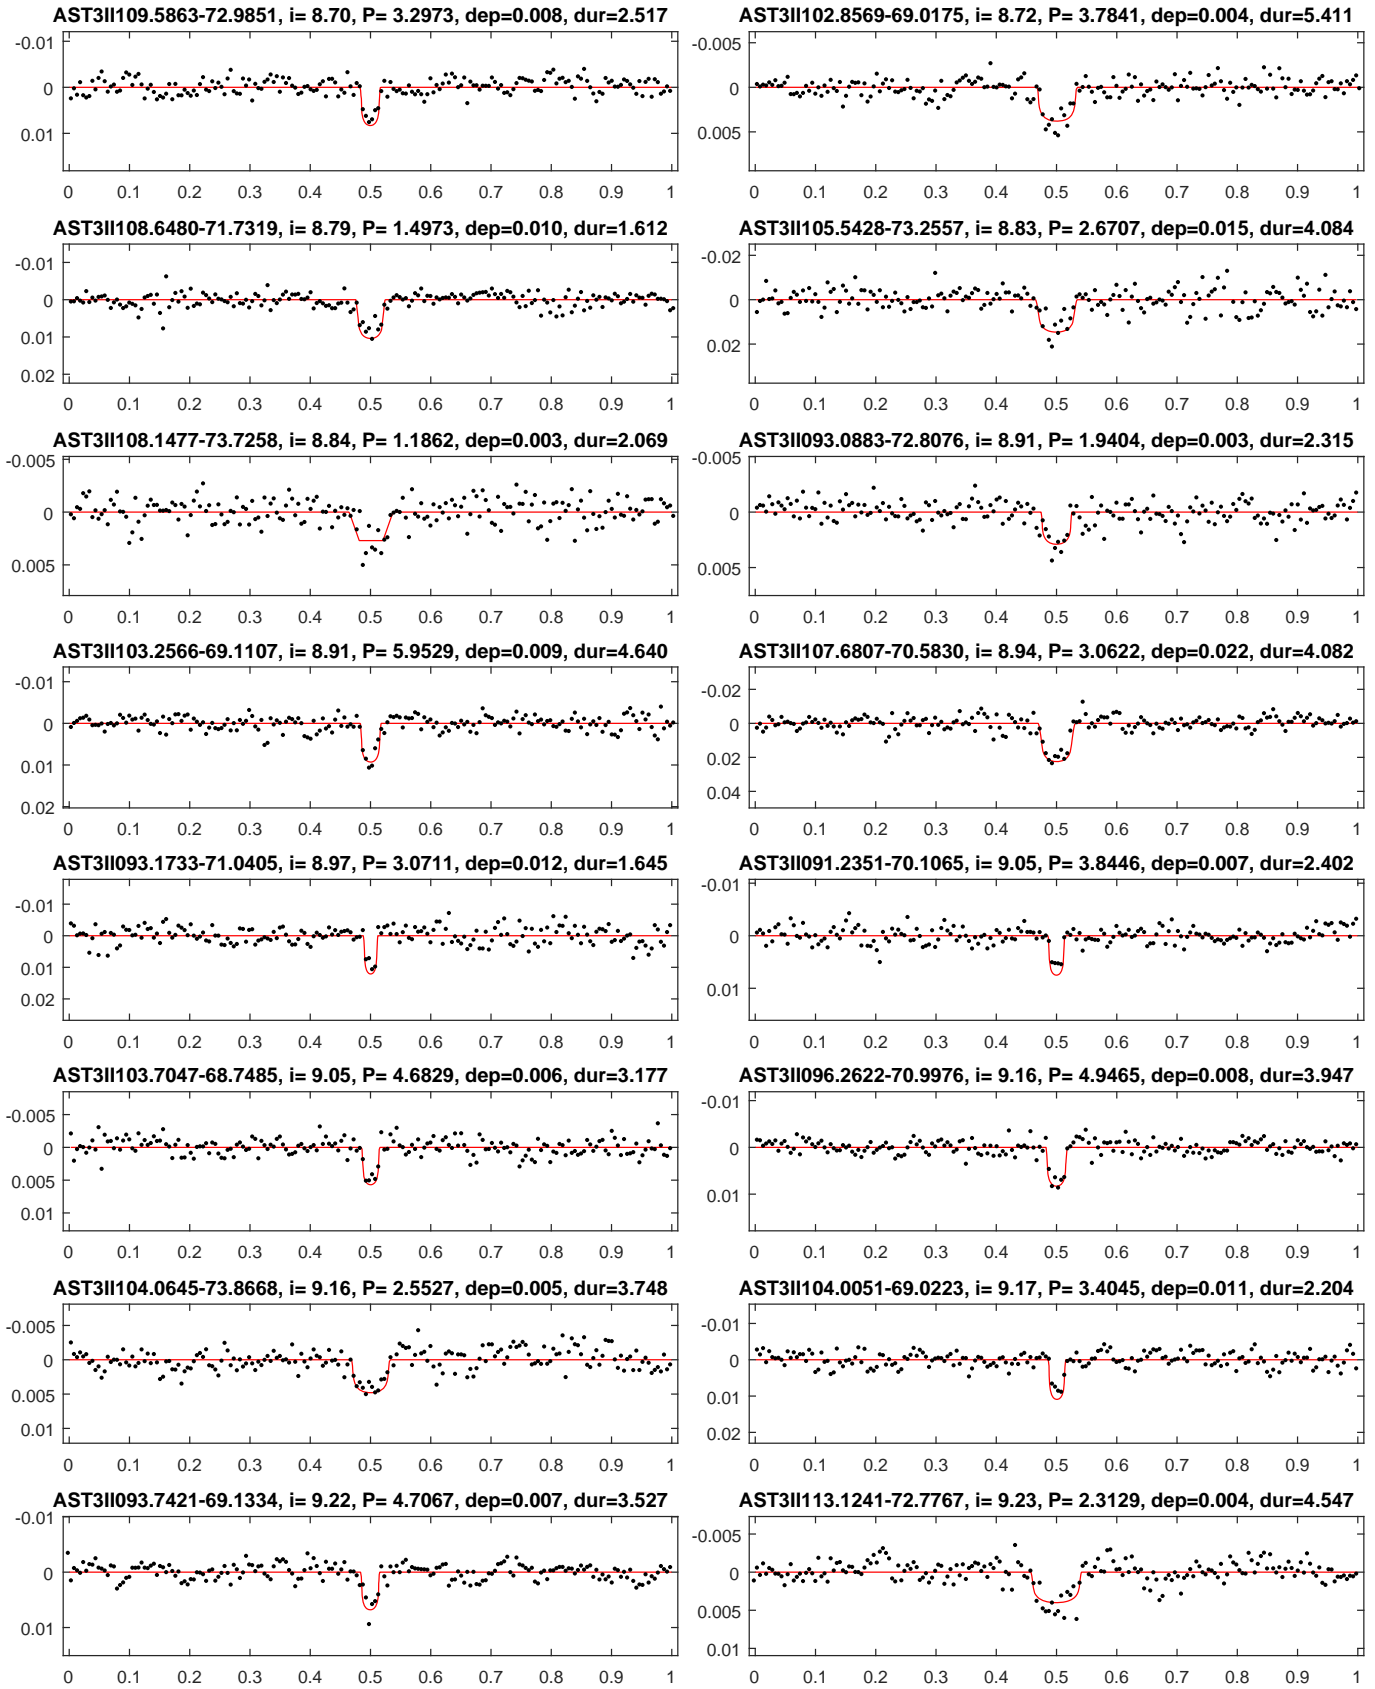 AST3II109.5863-72.9851, i= 8.70, P= 3.2973, dep=0.008, dur=2.517
-0.01
0
0.01
0 0.1 0.2 0.3 0.4 0.5 0.6 0.7 0.8 0.9 1
AST3II102.8569-69.0175, i= 8.72, P= 3.7841, dep=0.004, dur=5.411
-0.005
0
0.005
0 0.1 0.2 0.3 0.4 0.5 0.6 0.7 0.8 0.9 1
AST3II108.6480-71.7319, i= 8.79, P= 1.4973, dep=0.010, dur=1.612
-0.01
0
0.01
0.02
0 0.1 0.2 0.3 0.4 0.5 0.6 0.7 0.8 0.9 1
AST3II105.5428-73.2557, i= 8.83, P= 2.6707, dep=0.015, dur=4.084
-0.02
0
0.02
0 0.1 0.2 0.3 0.4 0.5 0.6 0.7 0.8 0.9 1
AST3II108.1477-73.7258, i= 8.84, P= 1.1862, dep=0.003, dur=2.069
-0.005
0
0.005
0 0.1 0.2 0.3 0.4 0.5 0.6 0.7 0.8 0.9 1
AST3II093.0883-72.8076, i= 8.91, P= 1.9404, dep=0.003, dur=2.315
-0.005
0
0.005
0 0.1 0.2 0.3 0.4 0.5 0.6 0.7 0.8 0.9 1
AST3II103.2566-69.1107, i= 8.91, P= 5.9529, dep=0.009, dur=4.640
-0.01
0
0.01
0.02
0 0.1 0.2 0.3 0.4 0.5 0.6 0.7 0.8 0.9 1
AST3II107.6807-70.5830, i= 8.94, P= 3.0622, dep=0.022, dur=4.082
-0.02
0
0.02
0.04
0 0.1 0.2 0.3 0.4 0.5 0.6 0.7 0.8 0.9 1
AST3II093.1733-71.0405, i= 8.97, P= 3.0711, dep=0.012, dur=1.645
-0.01
0
0.01
0.02
0 0.1 0.2 0.3 0.4 0.5 0.6 0.7 0.8 0.9 1
AST3II091.2351-70.1065, i= 9.05, P= 3.8446, dep=0.007, dur=2.402
-0.01
0
0.01
0 0.1 0.2 0.3 0.4 0.5 0.6 0.7 0.8 0.9 1
AST3II103.7047-68.7485, i= 9.05, P= 4.6829, dep=0.006, dur=3.177
-0.005
0
0.005
0.01
0 0.1 0.2 0.3 0.4 0.5 0.6 0.7 0.8 0.9 1
AST3II096.2622-70.9976, i= 9.16, P= 4.9465, dep=0.008, dur=3.947
-0.01
0
0.01
0 0.1 0.2 0.3 0.4 0.5 0.6 0.7 0.8 0.9 1
AST3II104.0645-73.8668, i= 9.16, P= 2.5527, dep=0.005, dur=3.748
-0.005
0
0.005
0.01
0 0.1 0.2 0.3 0.4 0.5 0.6 0.7 0.8 0.9 1
AST3II104.0051-69.0223, i= 9.17, P= 3.4045, dep=0.011, dur=2.204
-0.01
0
0.01
0.02
0 0.1 0.2 0.3 0.4 0.5 0.6 0.7 0.8 0.9 1
AST3II093.7421-69.1334, i= 9.22, P= 4.7067, dep=0.007, dur=3.527
-0.01
0
0.01
0 0.1 0.2 0.3 0.4 0.5 0.6 0.7 0.8 0.9 1
AST3II113.1241-72.7767, i= 9.23, P= 2.3129, dep=0.004, dur=4.547
-0.005
0
0.005
0.01
0 0.1 0.2 0.3 0.4 0.5 0.6 0.7 0.8 0.9 1